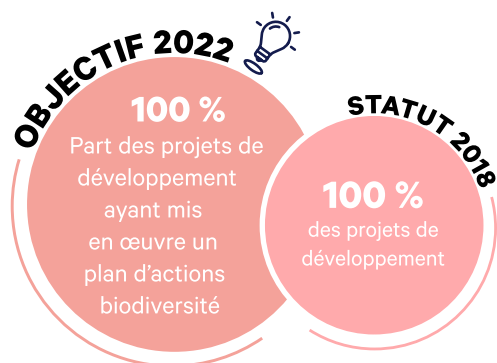 OBJECTIF 2022
100 %
Part des projets de
développement
ayant mis
en œuvre un
plan d’actions
biodiversité
STATUT 2018
100 %
des projets de
développement